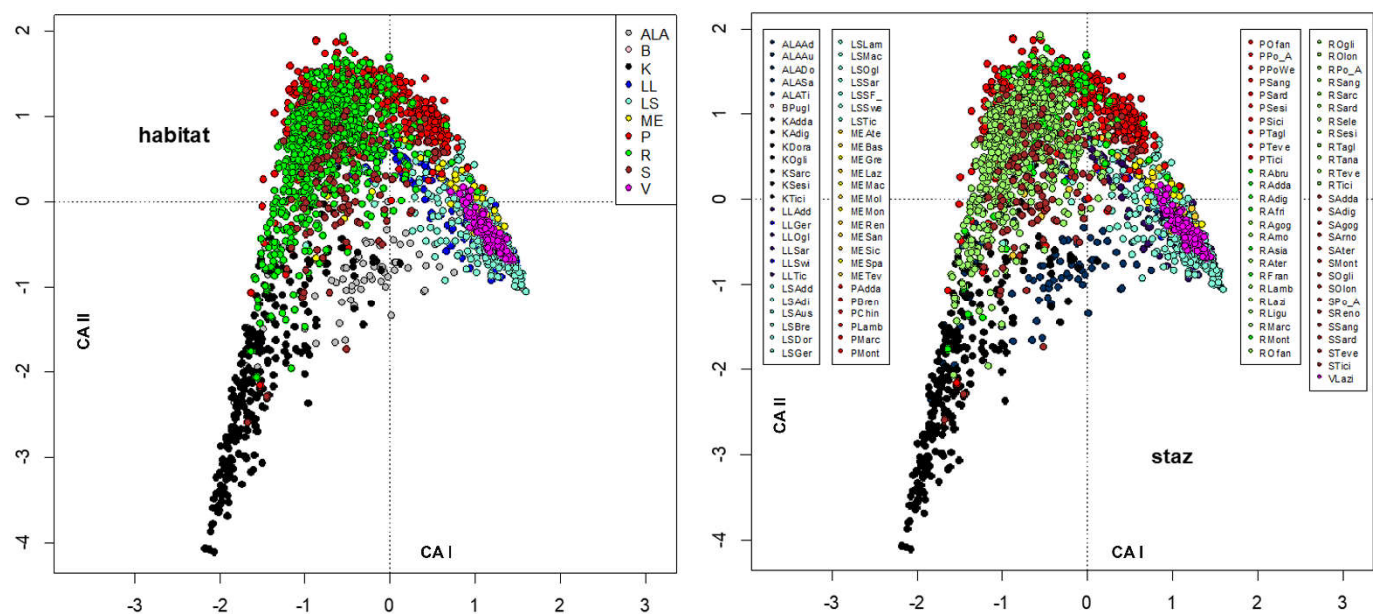 2
1
0
-1
-2
-3
-4
CA II
habitat
ALA
B
K
LL
LS
ME
P
R
S
V
CA I
-3 -2 -1 0 1 2 3
2
1
0
-1
-2
-3
-4
CA II
ALAAd
ALAAu
ALADo
ALASa
ALATi
BPugl
KAdda
KAdig
KDora
KOgli
KSarc
KSesi
KTici
LLAdd
LLGer
LLOgl
LLSar
LLSwi
LLTic
LSAdd
LSAdi
LSAus
LSBre
LSDor
LSGer
LSLam
LSMac
LSOgl
LSSar
LSSF_
LSSwe
LSTic
MEAte
MEBas
MEGre
MELaz
MEMac
MEMol
MEMon
MERen
MESan
MESic
MESpa
METev
PAdda
PBren
PChin
PLamb
PMarc
PMont
POfan
PPo_A
PPoWe
PSang
PSard
PSesi
PSici
PTagl
PTeve
PTici
RAbru
RAdda
RAdig
RAfri
RAgog
RAmo
RAsia
RAter
RFran
RLamb
RLazi
RLigu
RMarc
RMont
ROfan
ROgli
ROlon
RPo_A
RSang
RSarc
RSard
RSele
RSesi
RTagl
RTana
RTeve
RTici
SAdda
SAdig
SAgog
SArno
SAter
SMont
SOgli
SOlon
SPo_A
SReno
SSang
SSard
STeve
STici
VLazi
staz
CA I
-3 -2 -1 0 1 2 3